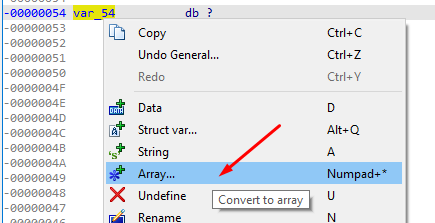 -00000054 var_54 db ?
-00000053
-00000052
-00000051
-00000050
-0000004F
-0000004E
-0000004D
-0000004C
-0000004B
-0000004A
-00000049
-00000048
-00000047
Copy Ctrl+C
Undo General... Ctrl+Z
Redo Ctrl+Y
Data D
Struct var... Alt+Q
String A
Array... Numpad+*
Undefine U
Convert to array
Rename N